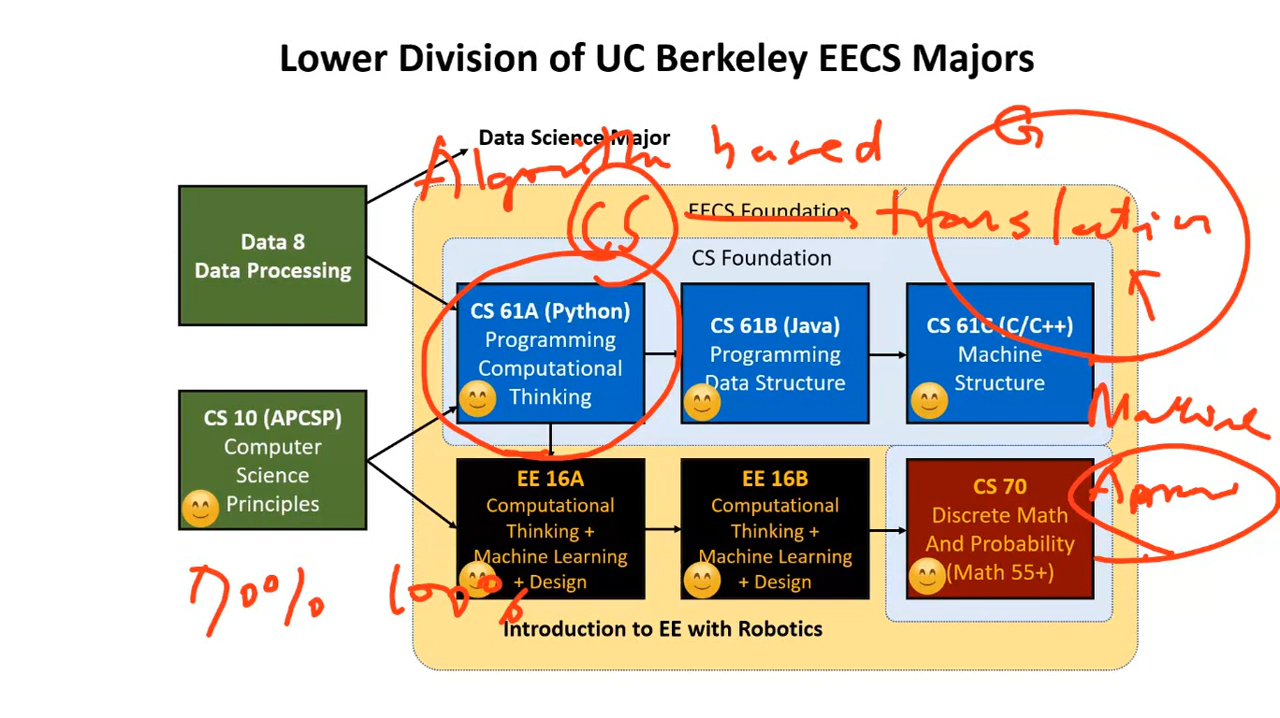 Lower Division of UC Berkeley EECS Majors
Data Science Major
Algorithm based
CS
translation
EECS Foundation
CS Foundation
Data 8
Data Processing
CS 61A (Python)
Programming
Computational
Thinking
CS 61B (Java)
Programming
Data Structure
CS 61C (C/C++)
Machine
Structure
Machine
CS 10 (APCSP)
Computer
Science
Principles
EE 16A
Computational
Thinking +
Machine Learning
+ Design
EE 16B
Computational
Thinking +
Machine Learning
+ Design
CS 70
Discrete Math
And Probability
(Math 55+)
70% 100%
Introduction to EE with Robotics